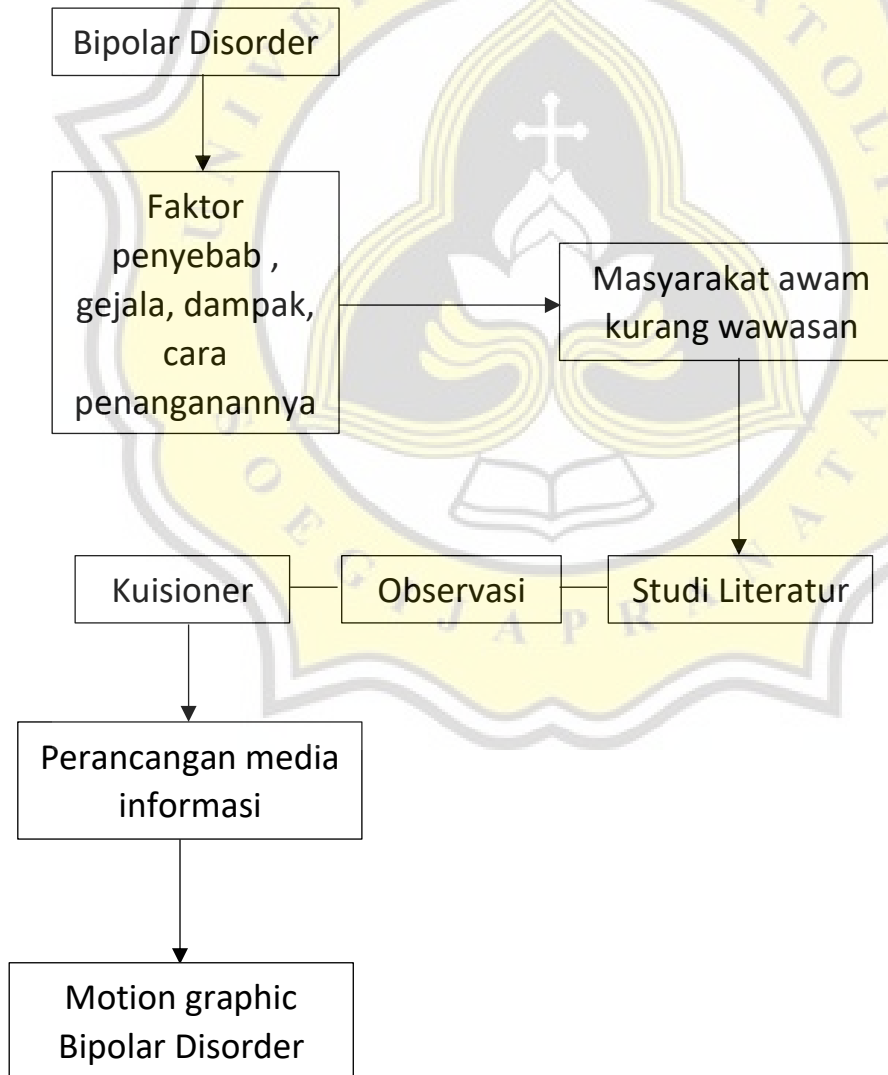 Bipolar Disorder
Faktor
penyebab ,
gejala, dampak,
cara
penanganannya
Masyarakat awam
kurang wawasan
Kuisioner
Observasi
Studi Literatur
Perancangan media
informasi
Motion graphic
Bipolar Disorder
SOEGIJAPRANATA